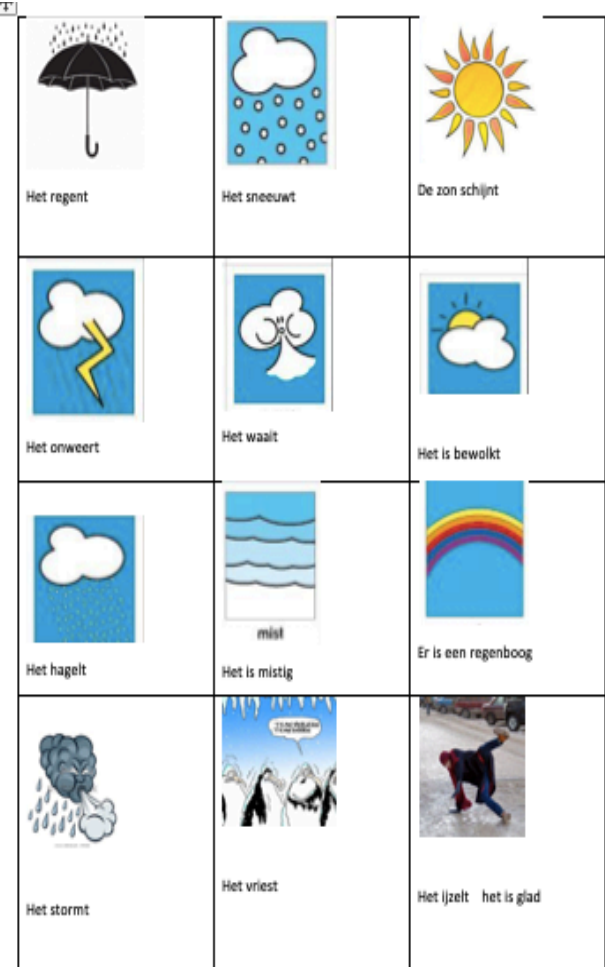 Het regent
Het sneeuwt
De zon schijnt
Het onweert
Het waait
Het is bewolkt
mist
Het hagelt
Het is mistig
Er is een regenboog
Het stormt
Het vriest
Het ijzelt het is glad